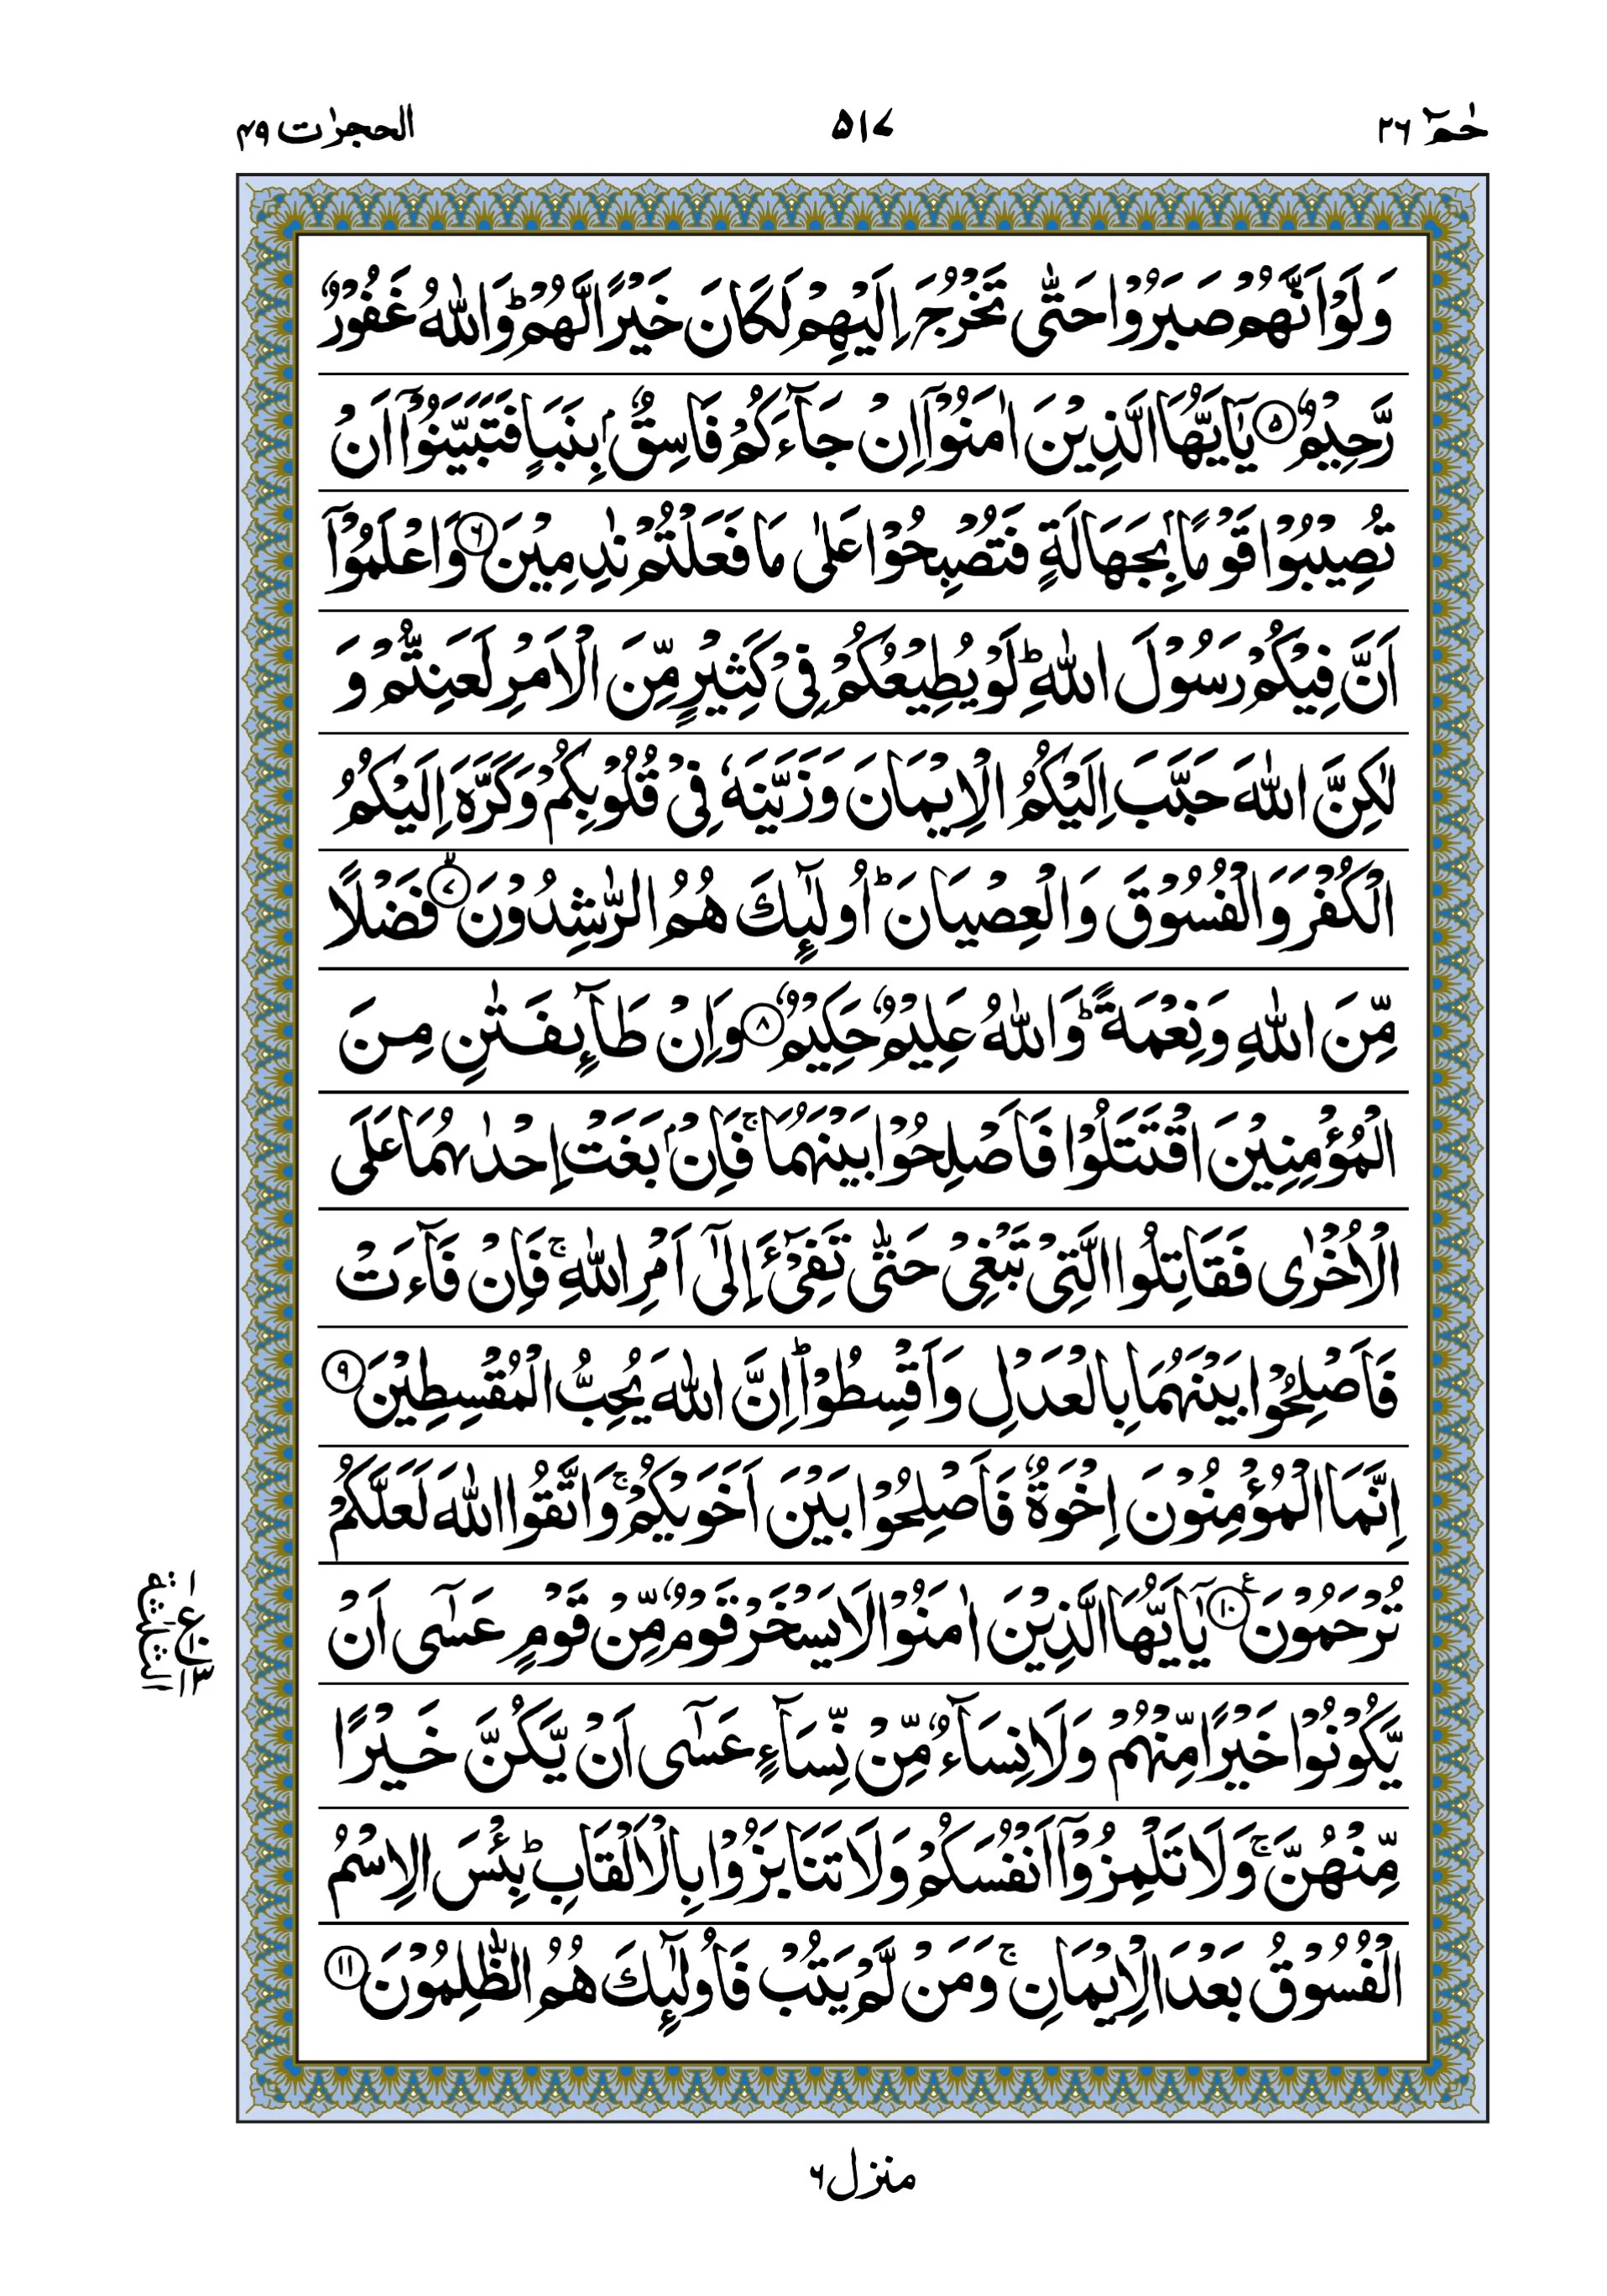 حٰمٓ ٢٦
٥١٧
الحجرٰت ٤٩
وَلَوْ اَنَّهُمْ صَبَرُوْا حَتّٰى تَخْرُجَ اِلَيْهِمْ لَكَانَ خَيْرًا لَّهُمْ ؕ وَاللّٰهُ غَفُوْرٌ
رَّحِيْمٌ ۝٥ يٰۤاَيُّهَا الَّذِيْنَ اٰمَنُوْۤا اِنْ جَآءَكُمْ فَاسِقٌۢ بِنَبَاٍ فَتَبَيَّنُوْۤا اَنْ
تُصِيْبُوْا قَوْمًۢا بِجَهَالَةٍ فَتُصْبِحُوْا عَلٰى مَا فَعَلْتُمْ نٰدِمِيْنَ ۝٦ وَاعْلَمُوْۤا
اَنَّ فِيْكُمْ رَسُوْلَ اللّٰهِ ؕ لَوْ يُطِيْعُكُمْ فِيْ كَثِيْرٍ مِّنَ الْاَمْرِ لَعَنِتُّمْ وَ
لٰكِنَّ اللّٰهَ حَبَّبَ اِلَيْكُمُ الْاِيْمَانَ وَزَيَّنَهٗ فِيْ قُلُوْبِكُمْ وَكَرَّهَ اِلَيْكُمُ
الْكُفْرَ وَالْفُسُوْقَ وَالْعِصْيَانَ ؕ اُولٰٓئِكَ هُمُ الرّٰشِدُوْنَ ۙ۝٧ فَضْلًا
مِّنَ اللّٰهِ وَنِعْمَةً ؕ وَاللّٰهُ عَلِيْمٌ حَكِيْمٌ ۝٨ وَاِنْ طَآئِفَتٰنِ مِنَ
الْمُؤْمِنِيْنَ اقْتَتَلُوْا فَاَصْلِحُوْا بَيْنَهُمَا ۚ فَاِنْۢ بَغَتْ اِحْدٰىهُمَا عَلَى
الْاُخْرٰى فَقَاتِلُوا الَّتِيْ تَبْغِيْ حَتّٰى تَفِيْٓءَ اِلٰۤى اَمْرِ اللّٰهِ ۚ فَاِنْ فَآءَتْ
فَاَصْلِحُوْا بَيْنَهُمَا بِالْعَدْلِ وَاَقْسِطُوْا ؕ اِنَّ اللّٰهَ يُحِبُّ الْمُقْسِطِيْنَ ۝٩
اِنَّمَا الْمُؤْمِنُوْنَ اِخْوَةٌ فَاَصْلِحُوْا بَيْنَ اَخَوَيْكُمْ ۚ وَاتَّقُوا اللّٰهَ لَعَلَّكُمْ
تُرْحَمُوْنَ ۝١٠ يٰۤاَيُّهَا الَّذِيْنَ اٰمَنُوْا لَا يَسْخَرْ قَوْمٌ مِّنْ قَوْمٍ عَسٰۤى اَنْ
يَّكُوْنُوْا خَيْرًا مِّنْهُمْ وَلَا نِسَآءٌ مِّنْ نِّسَآءٍ عَسٰۤى اَنْ يَّكُنَّ خَيْرًا
مِّنْهُنَّ ۚ وَلَا تَلْمِزُوْۤا اَنْفُسَكُمْ وَلَا تَنَابَزُوْا بِالْاَلْقَابِ ؕ بِئْسَ الِاسْمُ
الْفُسُوْقُ بَعْدَ الْاِيْمَانِ ۚ وَمَنْ لَّمْ يَتُبْ فَاُولٰٓئِكَ هُمُ الظّٰلِمُوْنَ ۝١١
منزل ٦